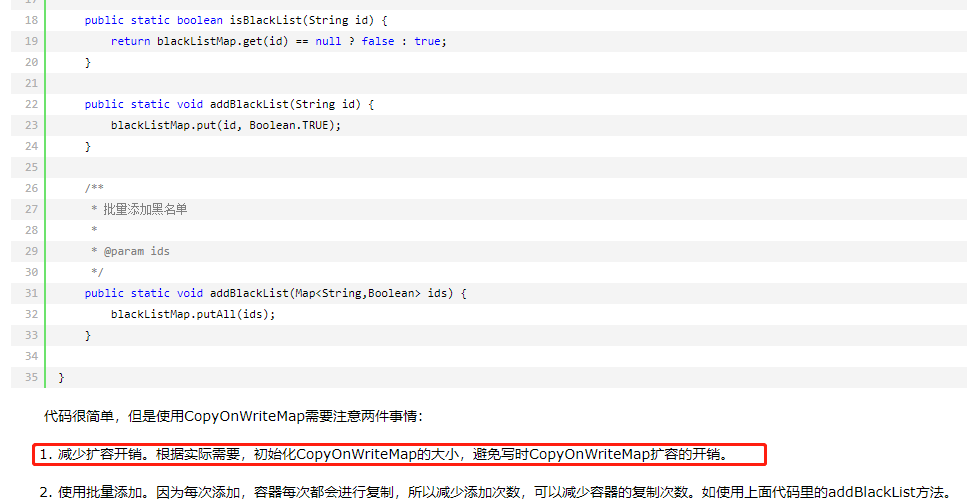 17
18 public static boolean isBlackList(String id) {
19 return blackListMap.get(id) == null ? false : true;
20 }
21
22 public static void addBlackList(String id) {
23 blackListMap.put(id, Boolean.TRUE);
24 }
25
26 /**
27 * 批量添加黑名单
28 *
29 * @param ids
30 */
31 public static void addBlackList(Map<String,Boolean> ids) {
32 blackListMap.putAll(ids);
33 }
34
35 }
代码很简单，但是使用CopyOnWriteMap需要注意两件事情：
1. 减少扩容开销。根据实际需要，初始化CopyOnWriteMap的大小，避免写时CopyOnWriteMap扩容的开销。
2. 使用批量添加。因为每次添加，容器每次都会进行复制，所以减少添加次数，可以减少容器的复制次数。如使用上面代码里的addBlackList方法。